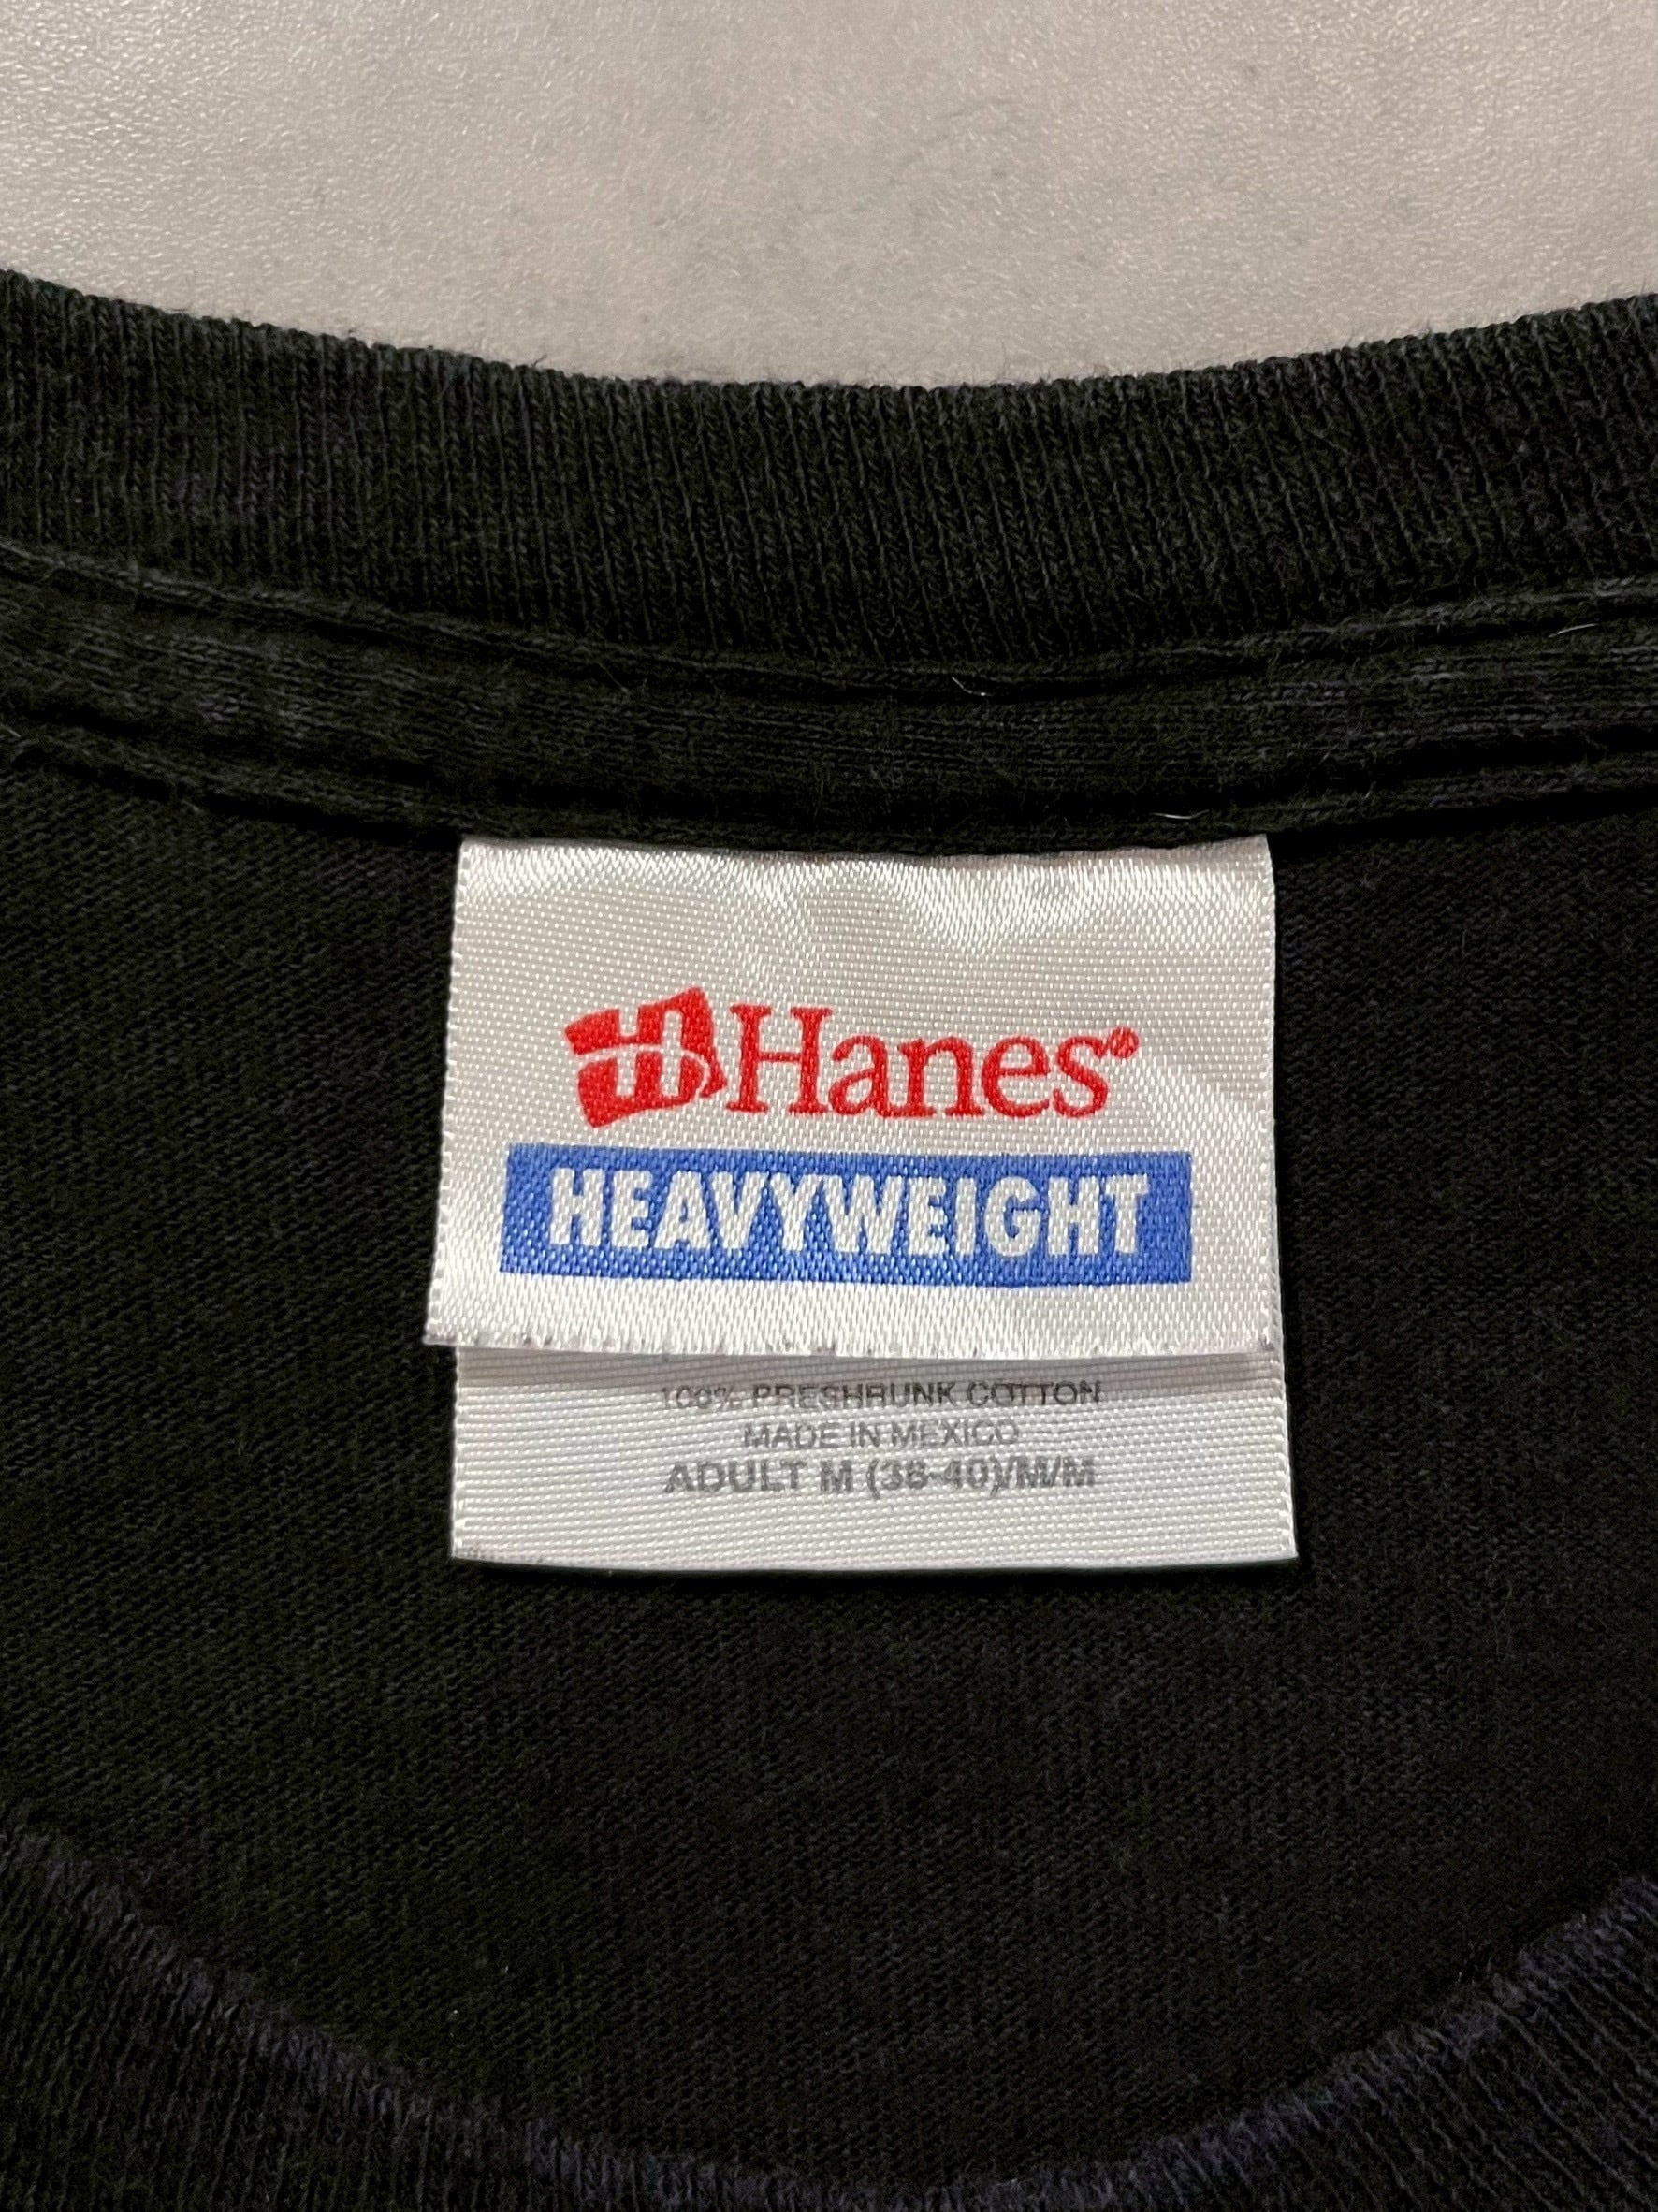 Hanes®
HEAVYWEIGHT
100% PRESHRUNK COTTON
MADE IN MEXICO
ADULT M (38-40)/M/M